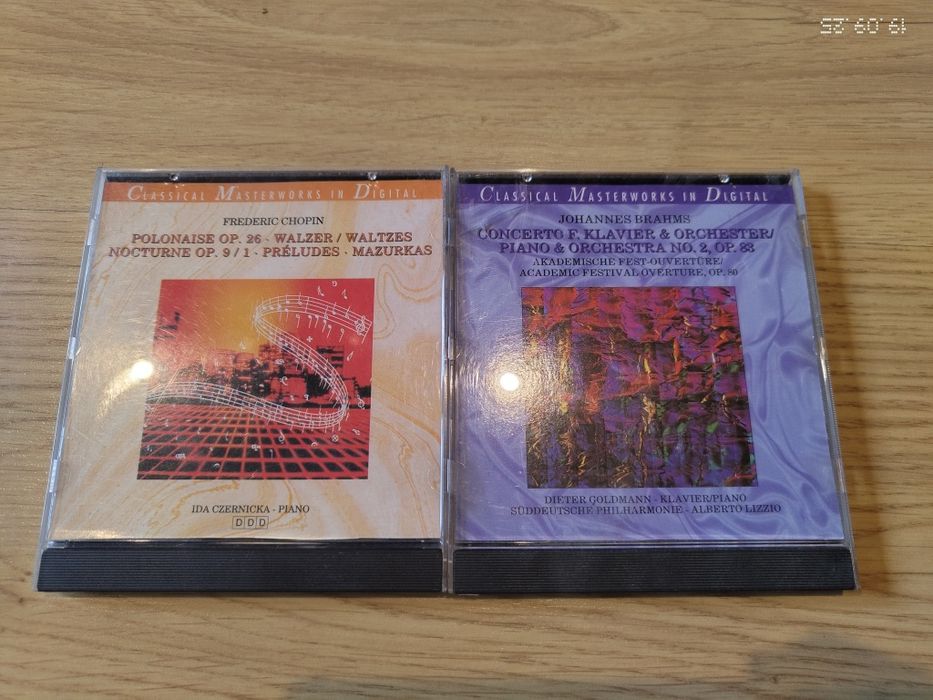 19.09.25
CLASSICAL MASTERWORKS IN DIGITAL
FREDERIC CHOPIN
POLONAISE OP. 26 · WALZER / WALTZES
NOCTURNE OP. 9 / 1 · PRÉLUDES · MAZURKAS
IDA CZERNICKA - PIANO
DDD
CLASSICAL MASTERWORKS IN DIGITAL
JOHANNES BRAHMS
CONCERTO F. KLAVIER & ORCHESTER/
PIANO & ORCHESTRA NO. 2, OP. 83
AKADEMISCHE FEST-OUVERTÜRE/
ACADEMIC FESTIVAL OVERTURE, OP. 80
DIETER GOLDMANN - KLAVIER/PIANO
SÜDDEUTSCHE PHILHARMONIE - ALBERTO LIZZIO